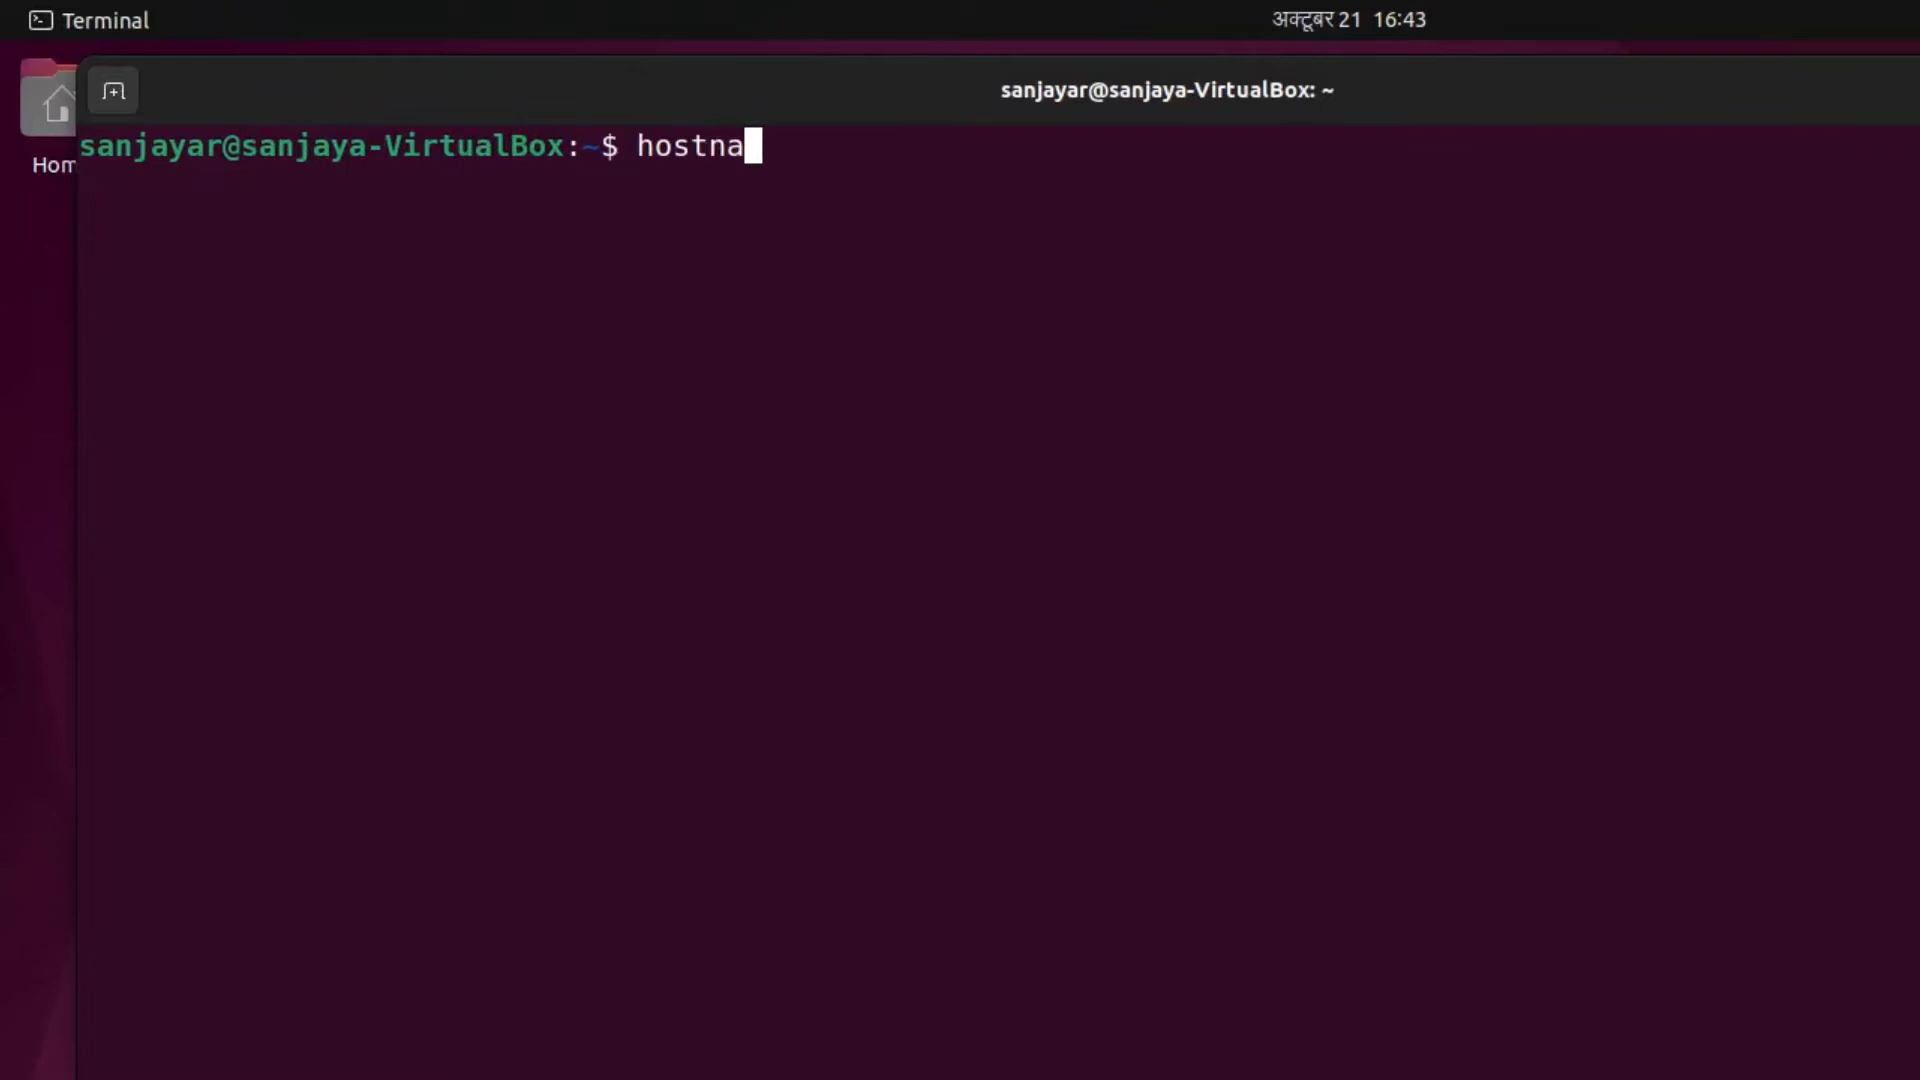 Terminal
अक्टूबर 21 16:43
sanjayar@sanjaya-VirtualBox: ~
sanjayar@sanjaya-VirtualBox:~$ hostna
Hom